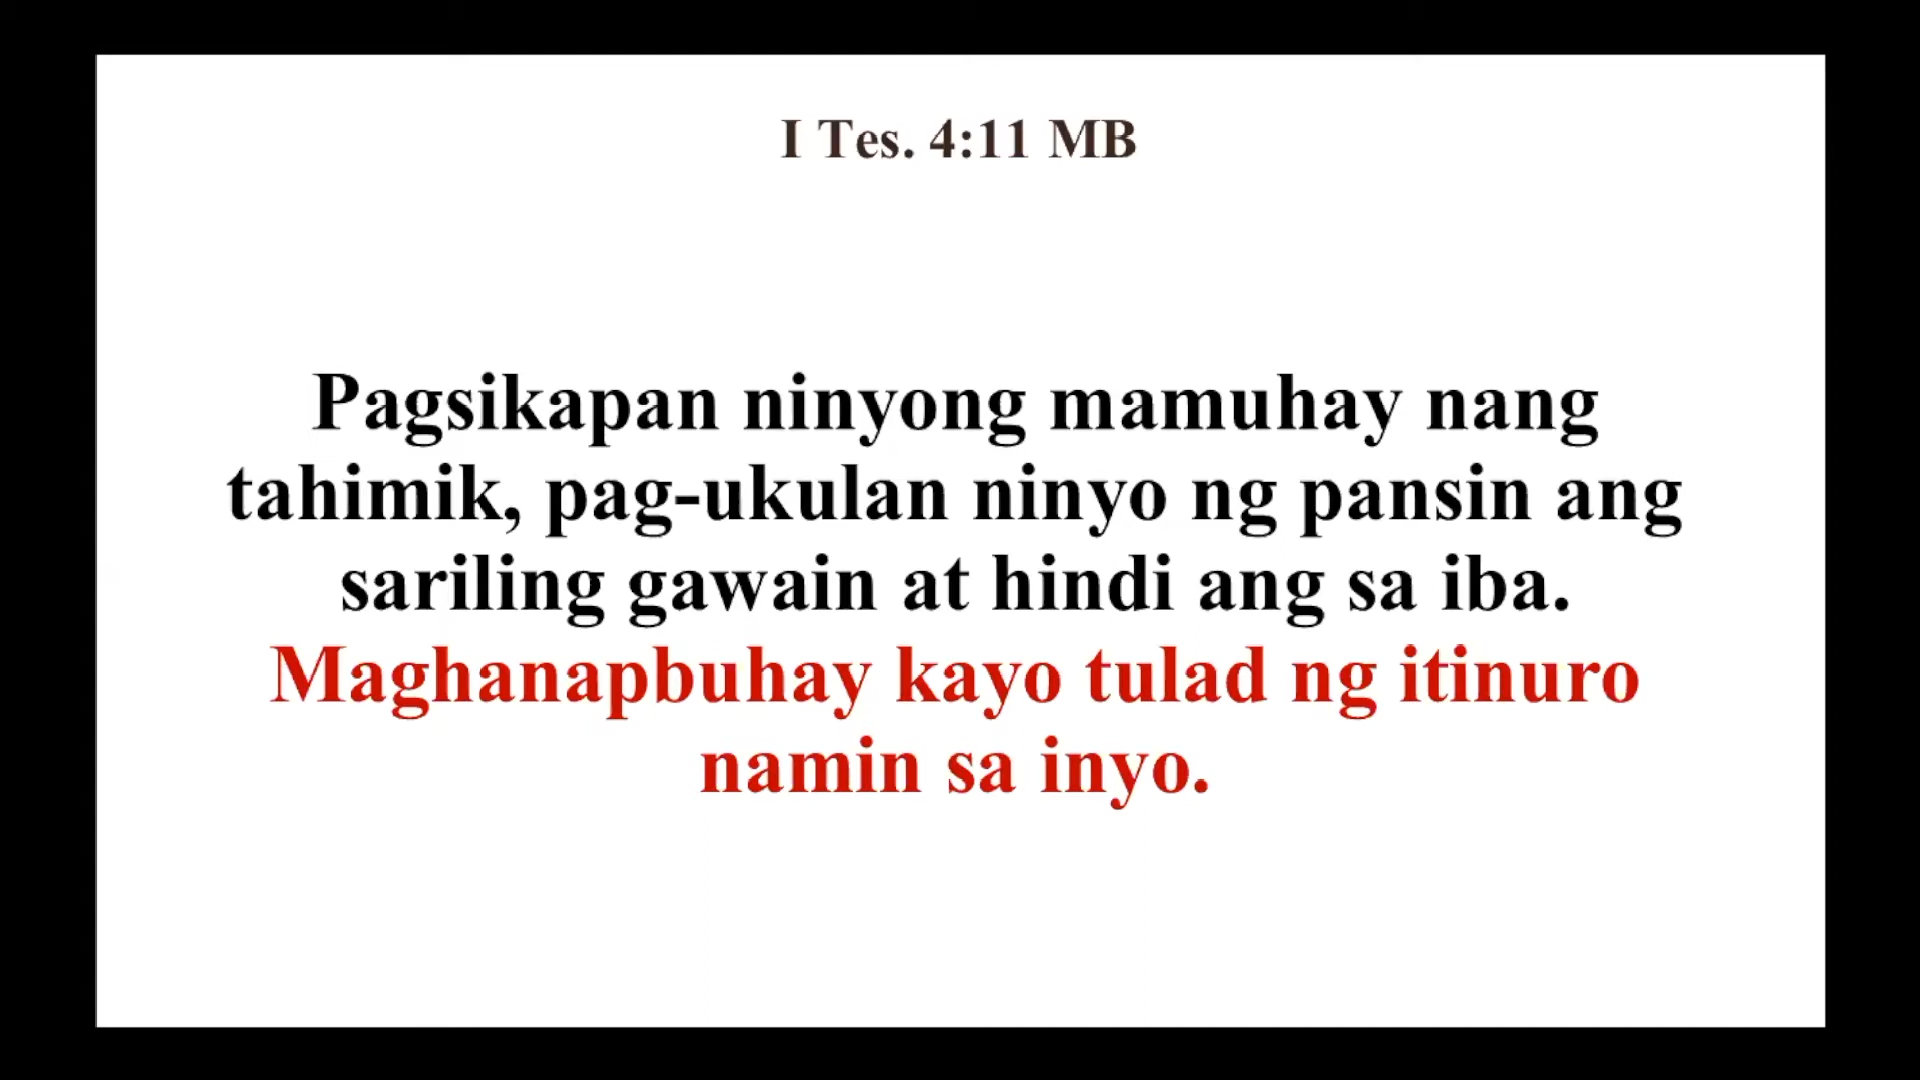 I Tes. 4:11 MB
Pagsikapan ninyong mamuhay nang
tahimik, pag-ukulan ninyo ng pansin ang
sariling gawain at hindi ang sa iba.
Maghanapbuhay kayo tulad ng itinuro
namin sa inyo.